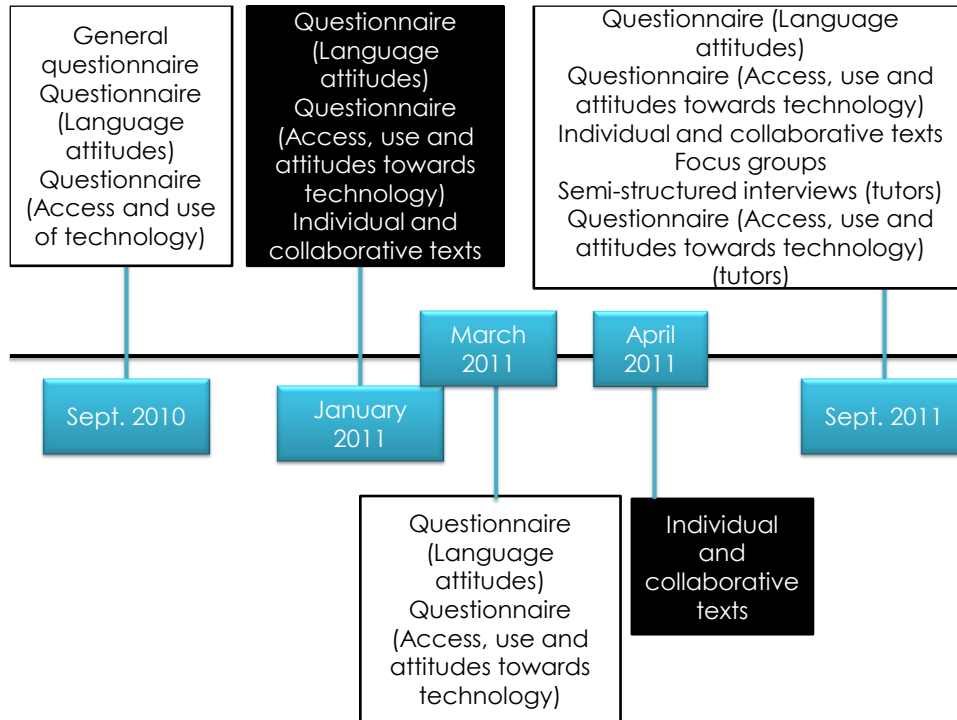 General
questionnaire
Questionnaire
(Language
attitudes)
Questionnaire
(Access and use
of technology)
Questionnaire
(Language
attitudes)
Questionnaire
(Access, use and
attitudes towards
technology)
Individual and
collaborative texts
Questionnaire (Language
attitudes)
Questionnaire (Access, use and
attitudes towards technology)
Individual and collaborative texts
Focus groups
Semi-structured interviews (tutors)
Questionnaire (Access, use and
attitudes towards technology)
(tutors)
March
2011
April
2011
Sept. 2010
January
2011
Sept. 2011
Questionnaire
(Language
attitudes)
Questionnaire
(Access, use and
attitudes towards
technology)
Individual
and
collaborative
texts